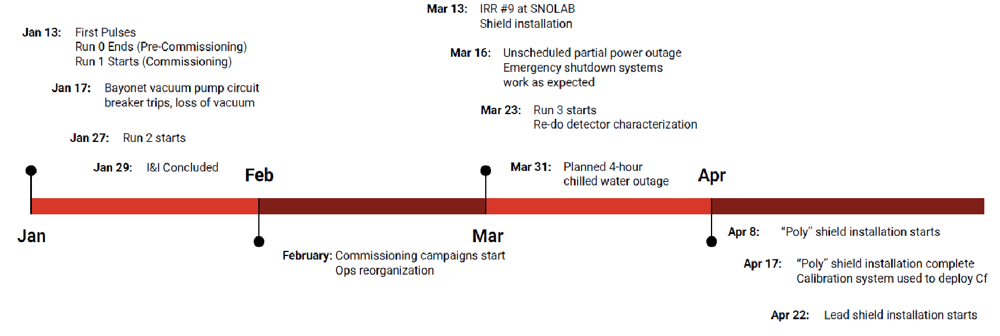 Jan 13: First Pulses
Run 0 Ends (Pre-Commissioning)
Run 1 Starts (Commissioning)
Jan 17: Bayonet vacuum pump circuit
breaker trips, loss of vacuum
Jan 27: Run 2 starts
Jan 29: I&I Concluded
Jan
Feb
February: Commissioning campaigns start
Ops reorganization
Mar 13: IRR #9 at SNOLAB
Shield installation
Mar 16: Unscheduled partial power outage
Emergency shutdown systems
work as expected
Mar 23: Run 3 starts
Re-do detector characterization
Mar 31: Planned 4-hour
chilled water outage
Mar
Apr
Apr 8: “Poly” shield installation starts
Apr 17: “Poly” shield installation complete
Calibration system used to deploy Cf
Apr 22: Lead shield installation starts